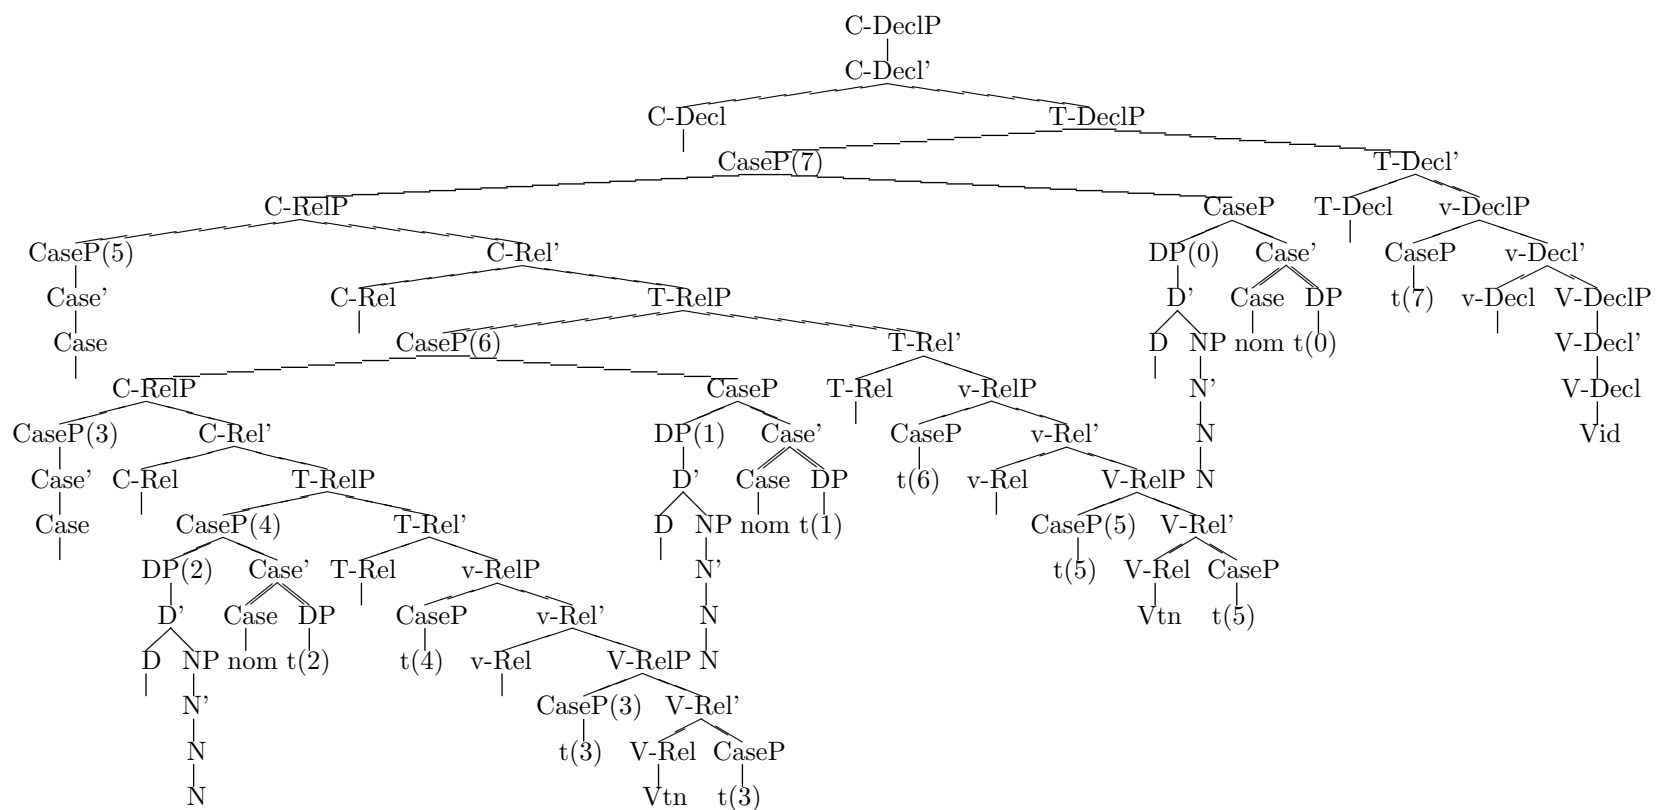 C-DeclP
C-Decl’
C-Decl T-DeclP
CaseP(7) T-Decl’
C-RelP CaseP T-Decl v-DeclP
CaseP(5) C-Rel’ DP(0) Case’ CaseP v-Decl’
Case’ C-Rel T-RelP D’ Case DP t(7) v-Decl V-DeclP
Case CaseP(6) T-Rel’ D NP nom t(0) V-Decl’
C-RelP CaseP T-Rel v-RelP N’ V-Decl
CaseP(3) C-Rel’ DP(1) Case’ CaseP v-Rel’ N Vid
Case’ C-Rel T-RelP D’ Case DP t(6) v-Rel V-RelP N
Case CaseP(4) T-Rel’ D NP nom t(1) CaseP(5) V-Rel’
DP(2) Case’ T-Rel v-RelP N’ t(5) V-Rel CaseP
D’ Case DP CaseP v-Rel’ N Vtn t(5)
D NP nom t(2) t(4) v-Rel V-RelP N
N’ CaseP(3) V-Rel’
N t(3) V-Rel CaseP
N Vtn t(3)